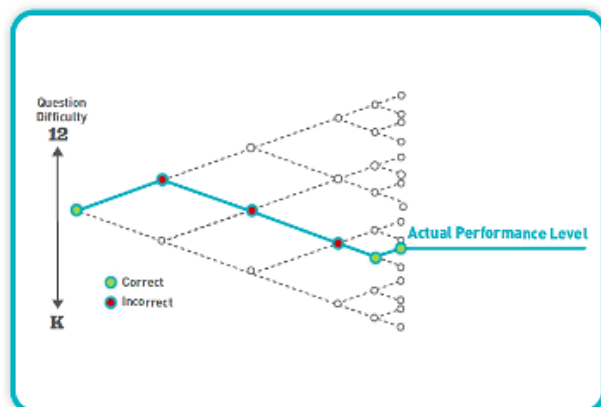 Question
Difficulty
12
Actual Performance Level
Correct
Incorrect
K